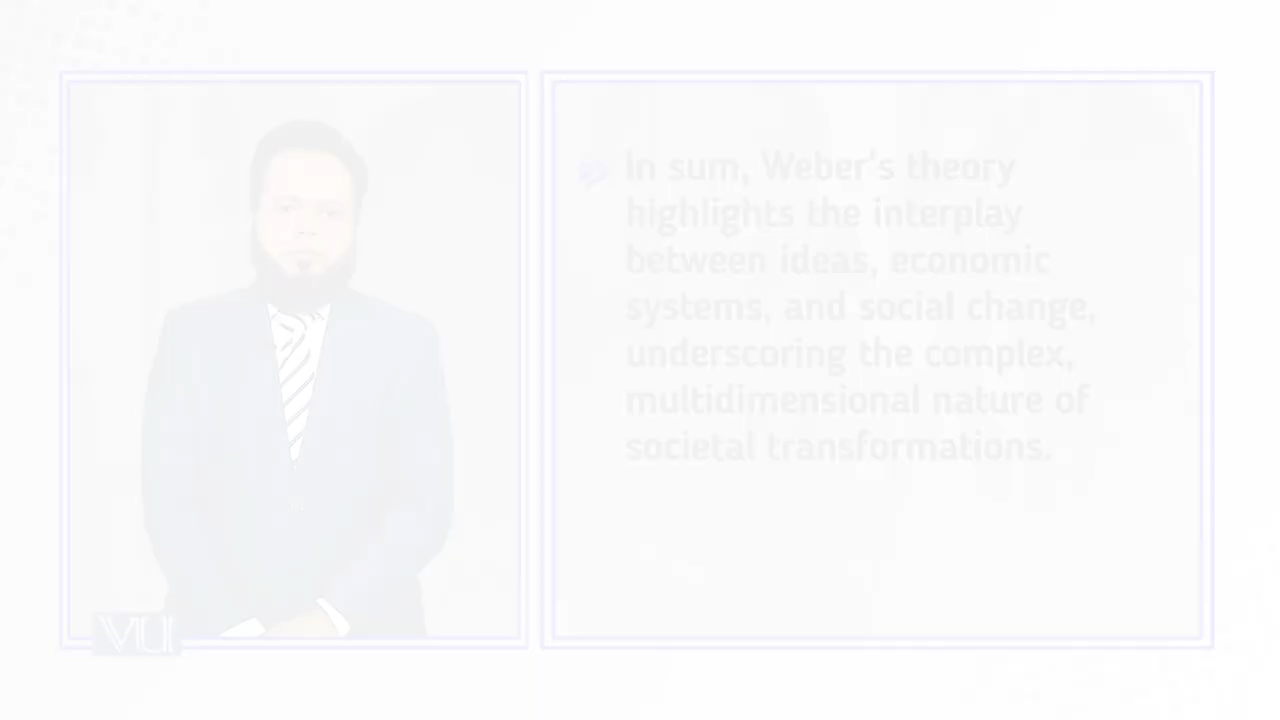 In sum, Weber's theory
highlights the interplay
between ideas, economic
systems, and social change,
underscoring the complex,
multidimensional nature of
societal transformations.
VU